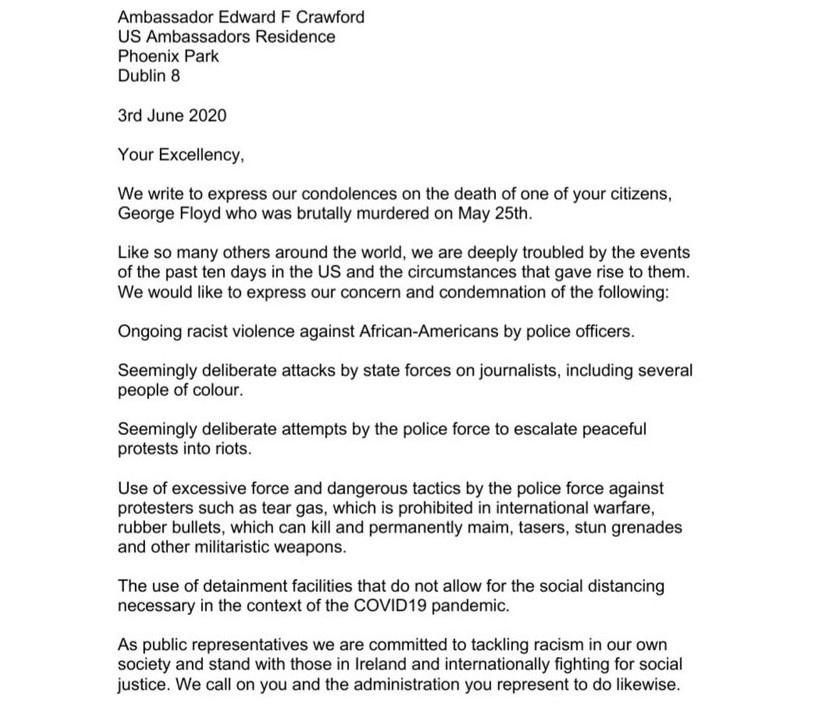 Ambassador Edward F Crawford
US Ambassadors Residence
Phoenix Park
Dublin 8
3rd June 2020
Your Excellency,
We write to express our condolences on the death of one of your citizens,
George Floyd who was brutally murdered on May 25th.
Like so many others around the world, we are deeply troubled by the events
of the past ten days in the US and the circumstances that gave rise to them.
We would like to express our concern and condemnation of the following:
Ongoing racist violence against African-Americans by police officers.
Seemingly deliberate attacks by state forces on journalists, including several
people of colour.
Seemingly deliberate attempts by the police force to escalate peaceful
protests into riots.
Use of excessive force and dangerous tactics by the police force against
protesters such as tear gas, which is prohibited in international warfare,
rubber bullets, which can kill and permanently maim, tasers, stun grenades
and other militaristic weapons.
The use of detainment facilities that do not allow for the social distancing
necessary in the context of the COVID19 pandemic.
As public representatives we are committed to tackling racism in our own
society and stand with those in Ireland and internationally fighting for social
justice. We call on you and the administration you represent to do likewise.